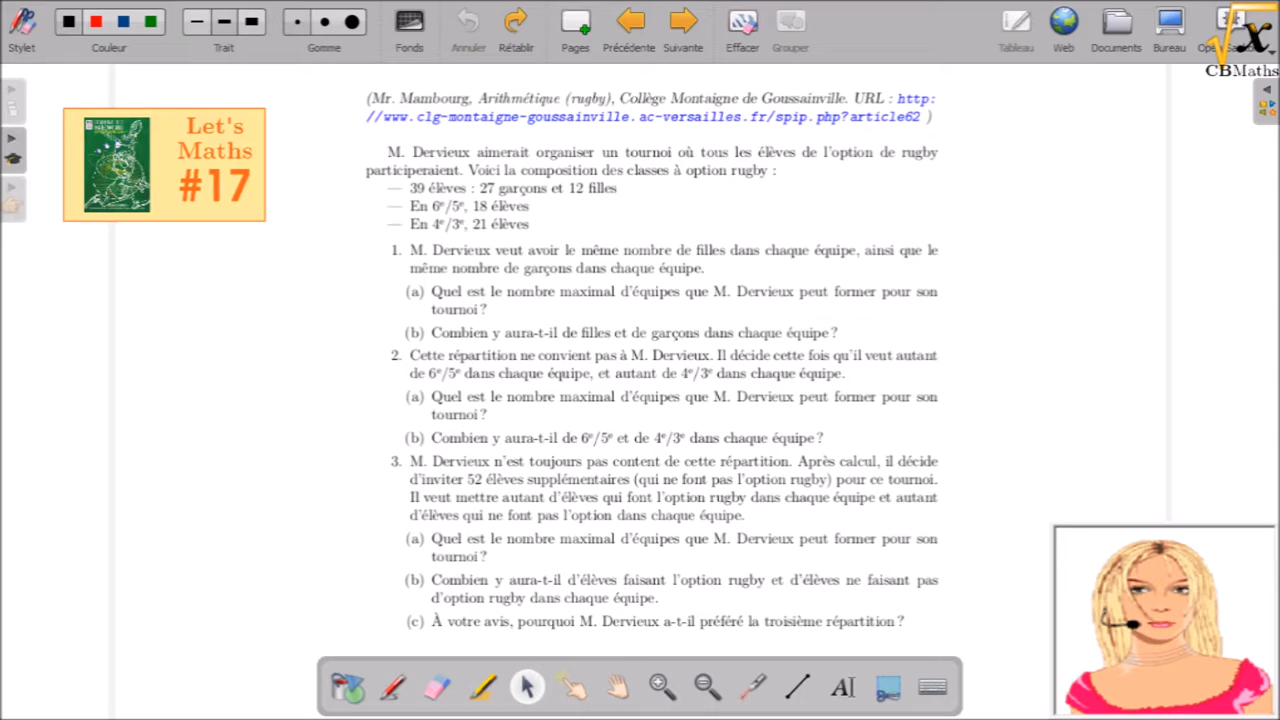 Stylet Couleur Trait Gomme Fonds Annuler Rétablir Pages Précédente Suivante Effacer Grouper Tableau Web Documents Bureau
CBMaths
Let's
Maths
#17
(Mr. Mambourg, Arithmétique (rugby), Collège Montaigne de Goussainville. URL : http:
//www.clg-montaigne-goussainville.ac-versailles.fr/spip.php?article62 )
M. Dervieux aimerait organiser un tournoi où tous les élèves de l'option de rugby
participeraient. Voici la composition des classes à option rugby :
— 39 élèves : 27 garçons et 12 filles
— En 6e/5e, 18 élèves
— En 4e/3e, 21 élèves
1. M. Dervieux veut avoir le même nombre de filles dans chaque équipe, ainsi que le
même nombre de garçons dans chaque équipe.
(a) Quel est le nombre maximal d'équipes que M. Dervieux peut former pour son
tournoi ?
(b) Combien y aura-t-il de filles et de garçons dans chaque équipe ?
2. Cette répartition ne convient pas à M. Dervieux. Il décide cette fois qu'il veut autant
de 6e/5e dans chaque équipe, et autant de 4e/3e dans chaque équipe.
(a) Quel est le nombre maximal d'équipes que M. Dervieux peut former pour son
tournoi ?
(b) Combien y aura-t-il de 6e/5e et de 4e/3e dans chaque équipe ?
3. M. Dervieux n'est toujours pas content de cette répartition. Après calcul, il décide
d'inviter 52 élèves supplémentaires (qui ne font pas l'option rugby) pour ce tournoi.
Il veut mettre autant d'élèves qui font l'option rugby dans chaque équipe et autant
d'élèves qui ne font pas l'option dans chaque équipe.
(a) Quel est le nombre maximal d'équipes que M. Dervieux peut former pour son
tournoi ?
(b) Combien y aura-t-il d'élèves faisant l'option rugby et d'élèves ne faisant pas
d'option rugby dans chaque équipe.
(c) À votre avis, pourquoi M. Dervieux a-t-il préféré la troisième répartition ?